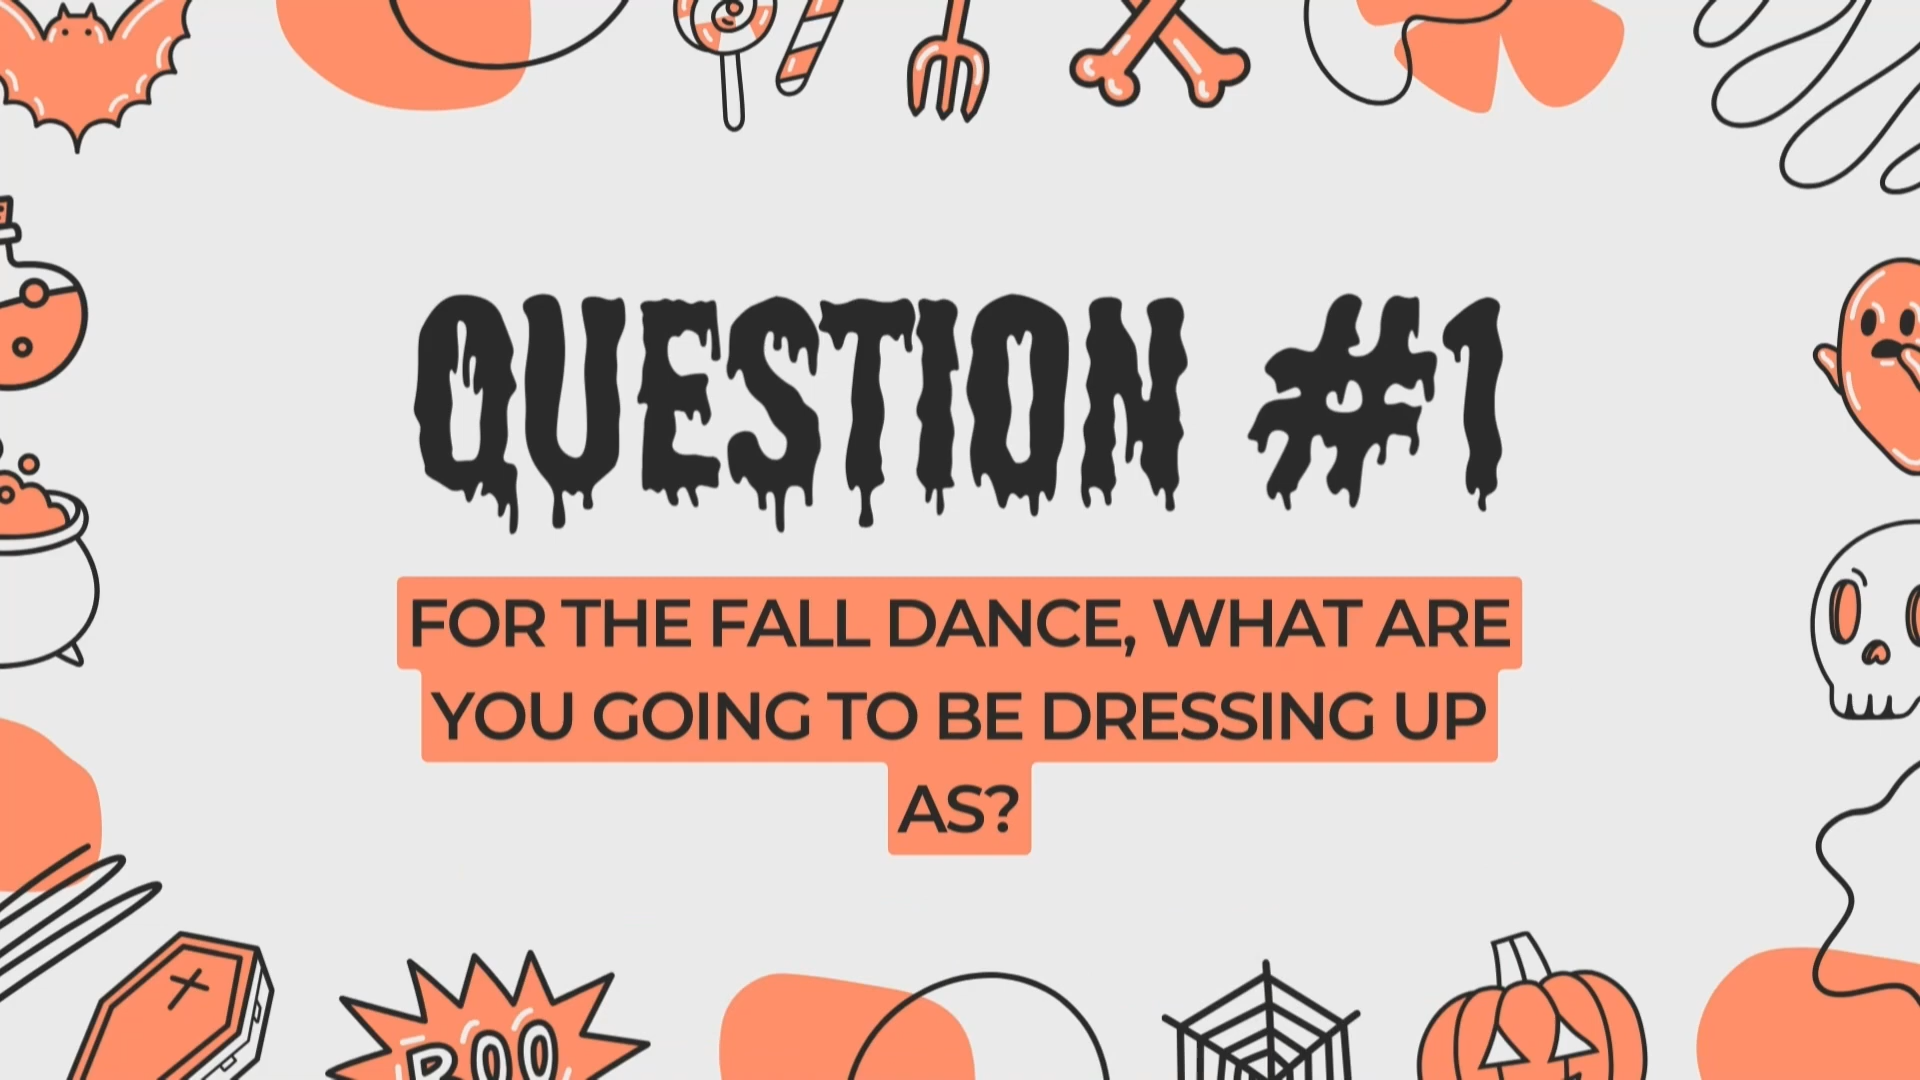 QUESTION #1
FOR THE FALL DANCE, WHAT ARE
YOU GOING TO BE DRESSING UP
AS?
BOO